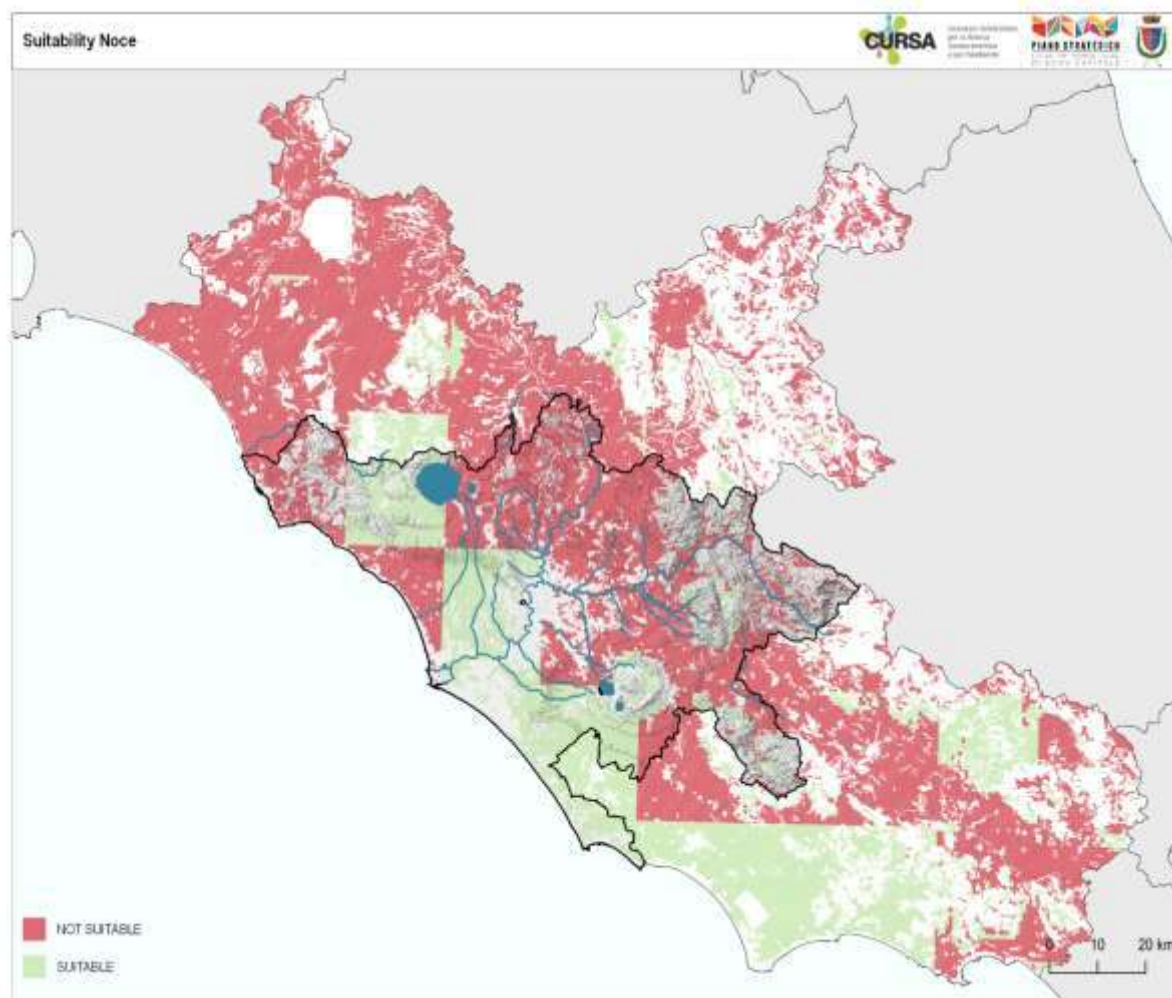 Suitability Noce
CURSA
PIANO STRATEGICO
NOT SUITABLE
SUITABLE
0 10 20 km